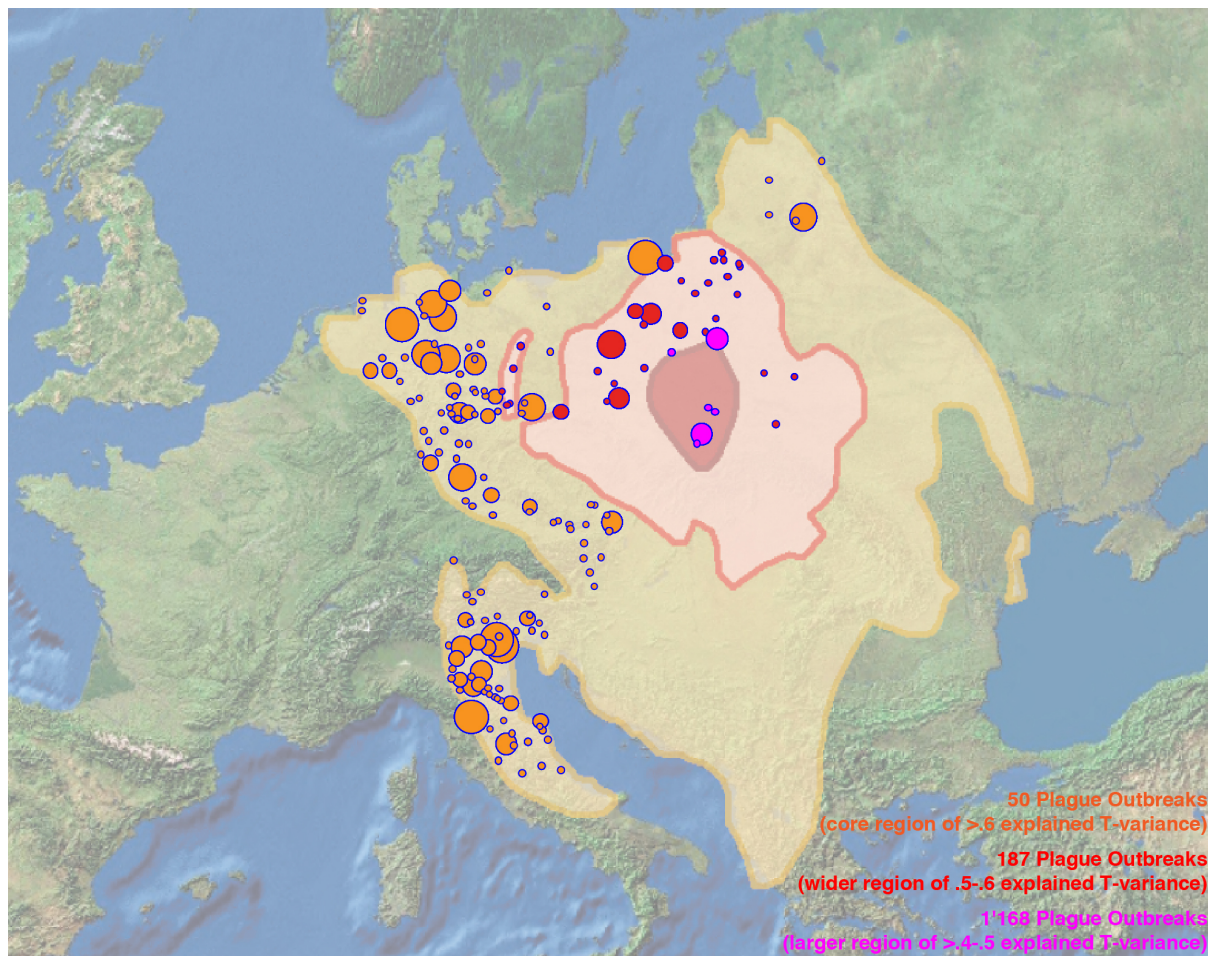 50 Plague Outbreaks
(core region of >.6 explained T-variance)
187 Plague Outbreaks
(wider region of .5-.6 explained T-variance)
1'168 Plague Outbreaks
(larger region of >.4-.5 explained T-variance)